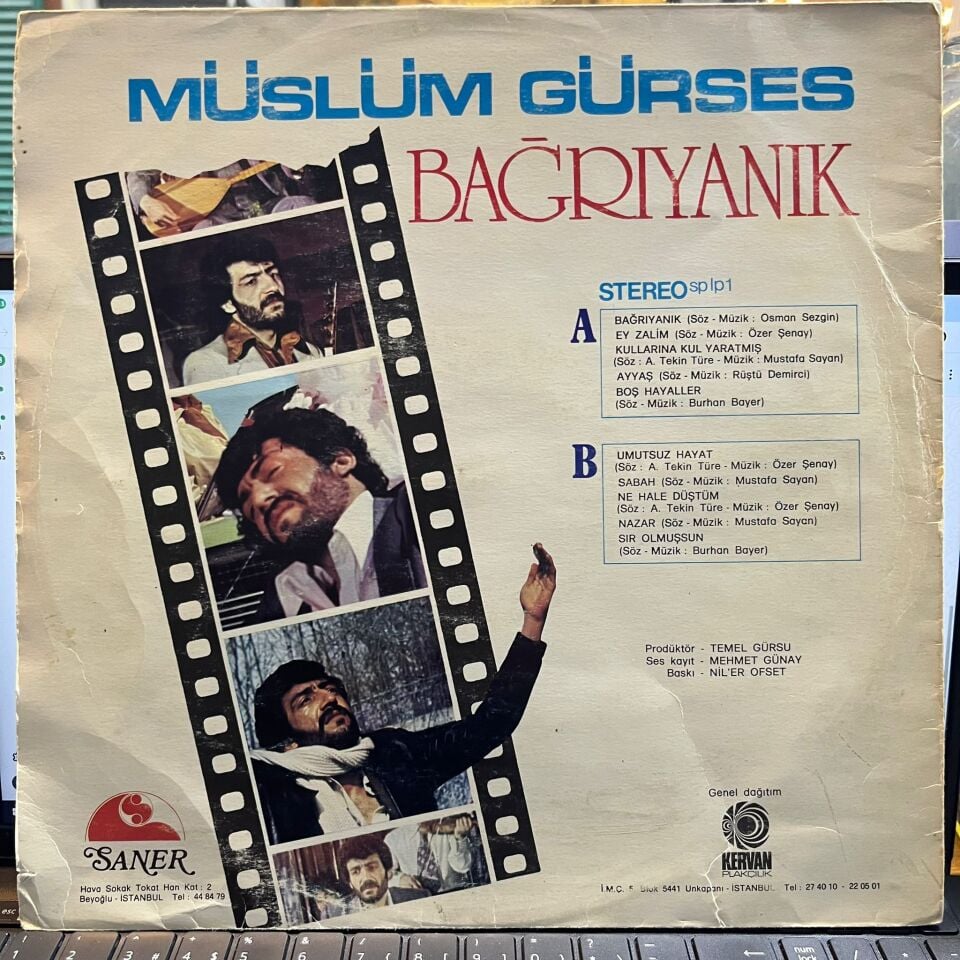 MÜSLÜM GÜRSES
BAĞRIYANIK
STEREO splp1
A
BAĞRIYANIK (Söz - Müzik : Osman Sezgin)
EY ZALİM (Söz - Müzik : Özer Şenay)
KULLARINA KUL YARATMIŞ
(Söz : A. Tekin Türe - Müzik : Mustafa Sayan)
AYYAŞ (Söz - Müzik : Rüştü Demirci)
BOŞ HAYALLER
(Söz - Müzik : Burhan Bayer)
B
UMUTSUZ HAYAT
(Söz : A. Tekin Türe - Müzik : Özer Şenay)
SABAH (Söz - Müzik : Mustafa Sayan)
NE HALE DÜŞTÜM
(Söz : A. Tekin Türe - Müzik : Özer Şenay)
NAZAR (Söz - Müzik : Mustafa Sayan)
SIR OLMUŞSUN
(Söz - Müzik : Burhan Bayer)
Prodüktör - TEMEL GÜRSU
Ses kayıt - MEHMET GÜNAY
Baskı - NİL'ER OFSET
SANER
Hava Sokak Tokat Han Kat : 2
Beyoğlu - İSTANBUL Tel : 44 84 79
Genel dağıtım
KERVAN
PLAKÇILIK
İ.M.Ç. 5. Blok 5441 Unkapanı - İSTANBUL Tel : 27 40 10 - 22 05 01
esc